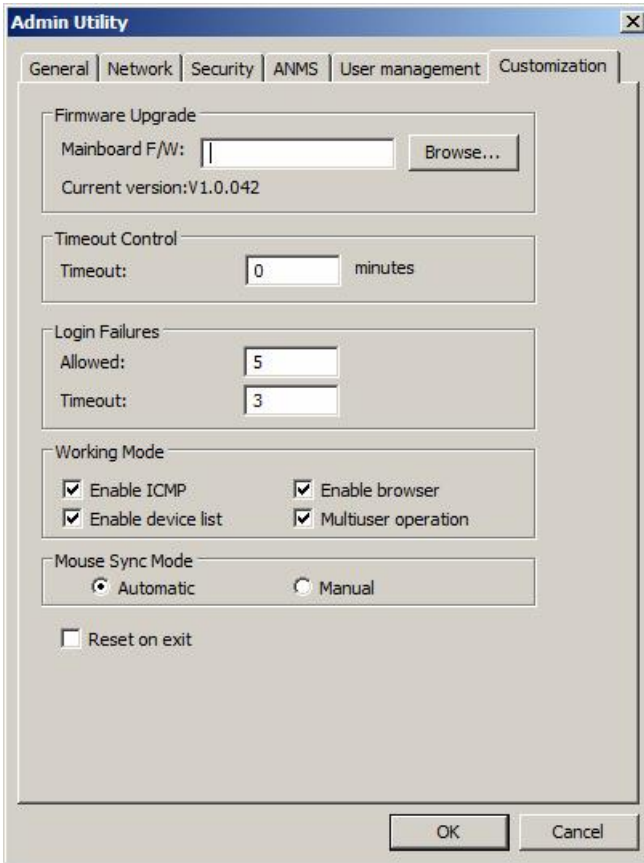 Admin Utility
General Network Security ANMS User management Customization
Firmware Upgrade
Mainboard F/W: Browse...
Current version:V1.0.042
Timeout Control
Timeout: 0 minutes
Login Failures
Allowed: 5
Timeout: 3
Working Mode
Enable ICMP Enable browser
Enable device list Multiuser operation
Mouse Sync Mode
Automatic Manual
Reset on exit
OK Cancel